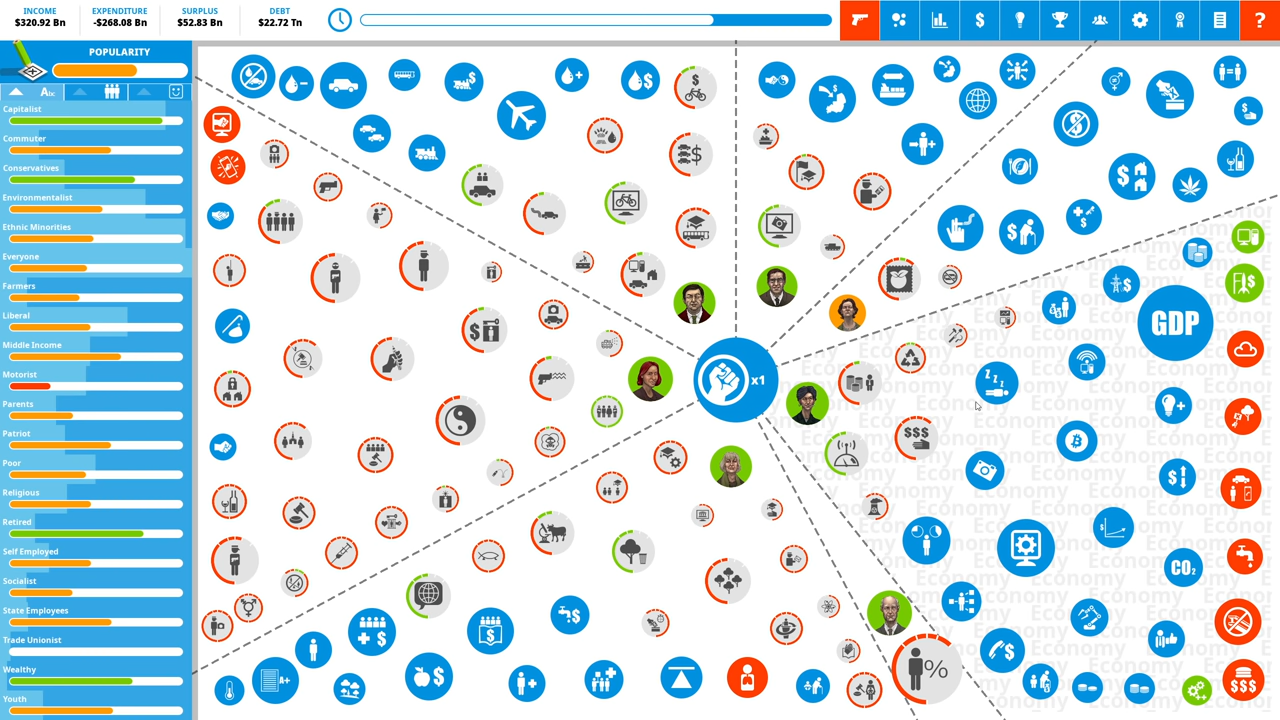 INCOME
$320.92 Bn
EXPENDITURE
-$268.08 Bn
SURPLUS
$52.83 Bn
DEBT
$22.72 Tn
?
POPULARITY
Abc
Capitalist
Commuter
Conservatives
Environmentalist
Ethnic Minorities
Everyone
Farmers
Liberal
Middle Income
Motorist
Parents
Patriot
Poor
Religious
Retired
Self Employed
Socialist
State Employees
Trade Unionist
Wealthy
Youth
x1
GDP
CO2
%
A+
$$$
$$$
Economy